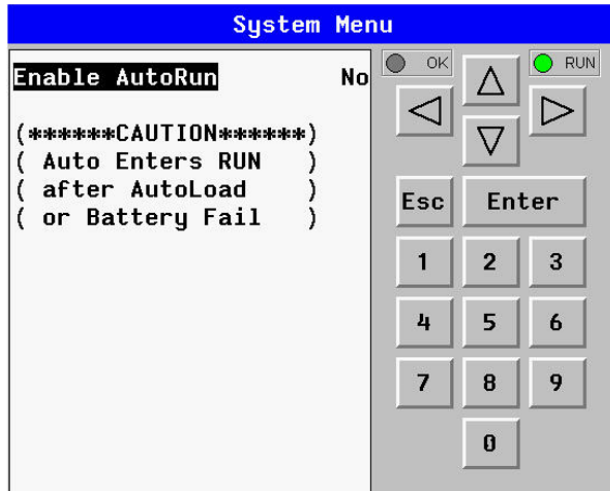 System Menu
Enable AutoRun No
(******CAUTION******)
( Auto Enters RUN )
( after AutoLoad )
( or Battery Fail )
OK
RUN
Esc
Enter
1 2 3
4 5 6
7 8 9
0